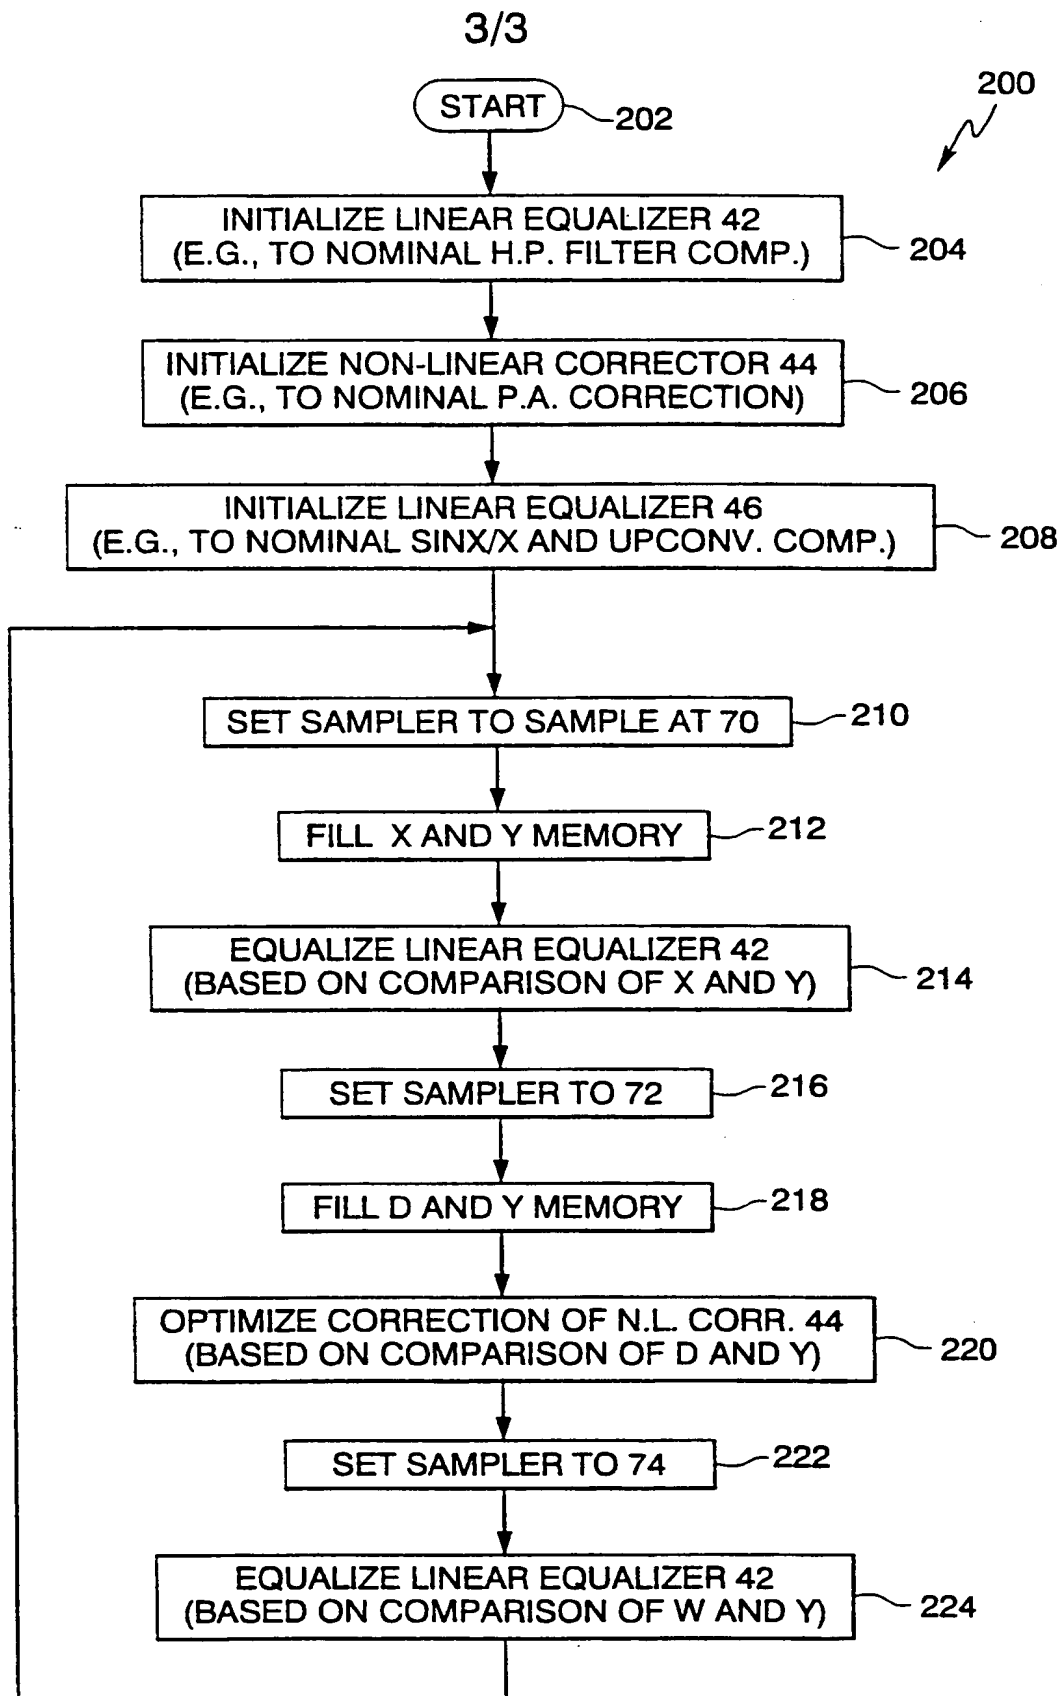 3/3
200
START
202
INITIALIZE LINEAR EQUALIZER 42
(E.G., TO NOMINAL H.P. FILTER COMP.)
204
INITIALIZE NON-LINEAR CORRECTOR 44
(E.G., TO NOMINAL P.A. CORRECTION)
206
INITIALIZE LINEAR EQUALIZER 46
(E.G., TO NOMINAL SINX/X AND UPCONV. COMP.)
208
SET SAMPLER TO SAMPLE AT 70
210
FILL X AND Y MEMORY
212
EQUALIZE LINEAR EQUALIZER 42
(BASED ON COMPARISON OF X AND Y)
214
SET SAMPLER TO 72
216
FILL D AND Y MEMORY
218
OPTIMIZE CORRECTION OF N.L. CORR. 44
(BASED ON COMPARISON OF D AND Y)
220
SET SAMPLER TO 74
222
EQUALIZE LINEAR EQUALIZER 42
(BASED ON COMPARISON OF W AND Y)
224